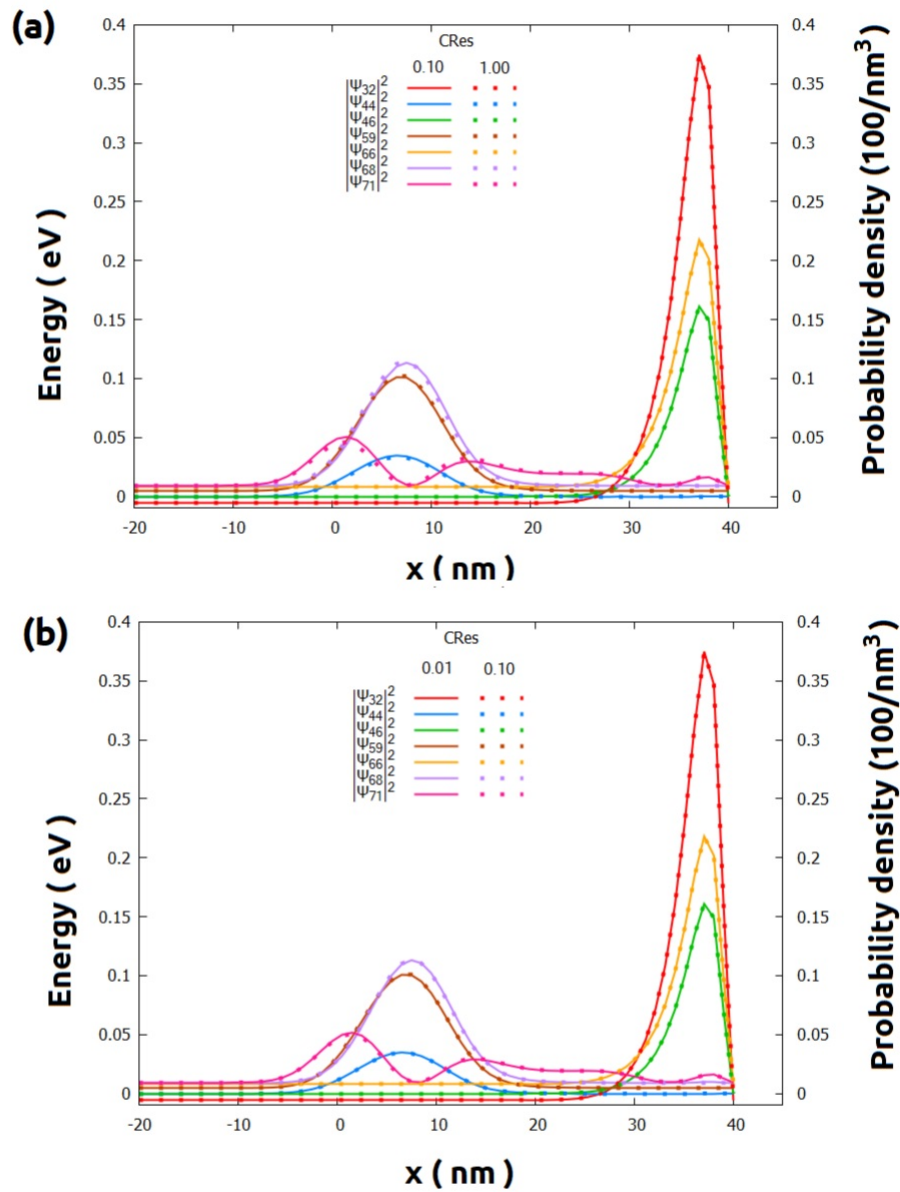 (a)
CRes
0.10 1.00
|Ψ32|²
|Ψ44|²
|Ψ46|²
|Ψ59|²
|Ψ66|²
|Ψ68|²
|Ψ71|²
0.4
0.35
0.3
0.25
0.2
0.15
0.1
0.05
0
0.4
0.35
0.3
0.25
0.2
0.15
0.1
0.05
0
Energy ( eV )
Probability density (100/nm³)
-20 -10 0 10 20 30 40
x ( nm )
(b)
CRes
0.01 0.10
|Ψ32|²
|Ψ44|²
|Ψ46|²
|Ψ59|²
|Ψ66|²
|Ψ68|²
|Ψ71|²
0.4
0.35
0.3
0.25
0.2
0.15
0.1
0.05
0
0.4
0.35
0.3
0.25
0.2
0.15
0.1
0.05
0
Energy ( eV )
Probability density (100/nm³)
-20 -10 0 10 20 30 40
x ( nm )